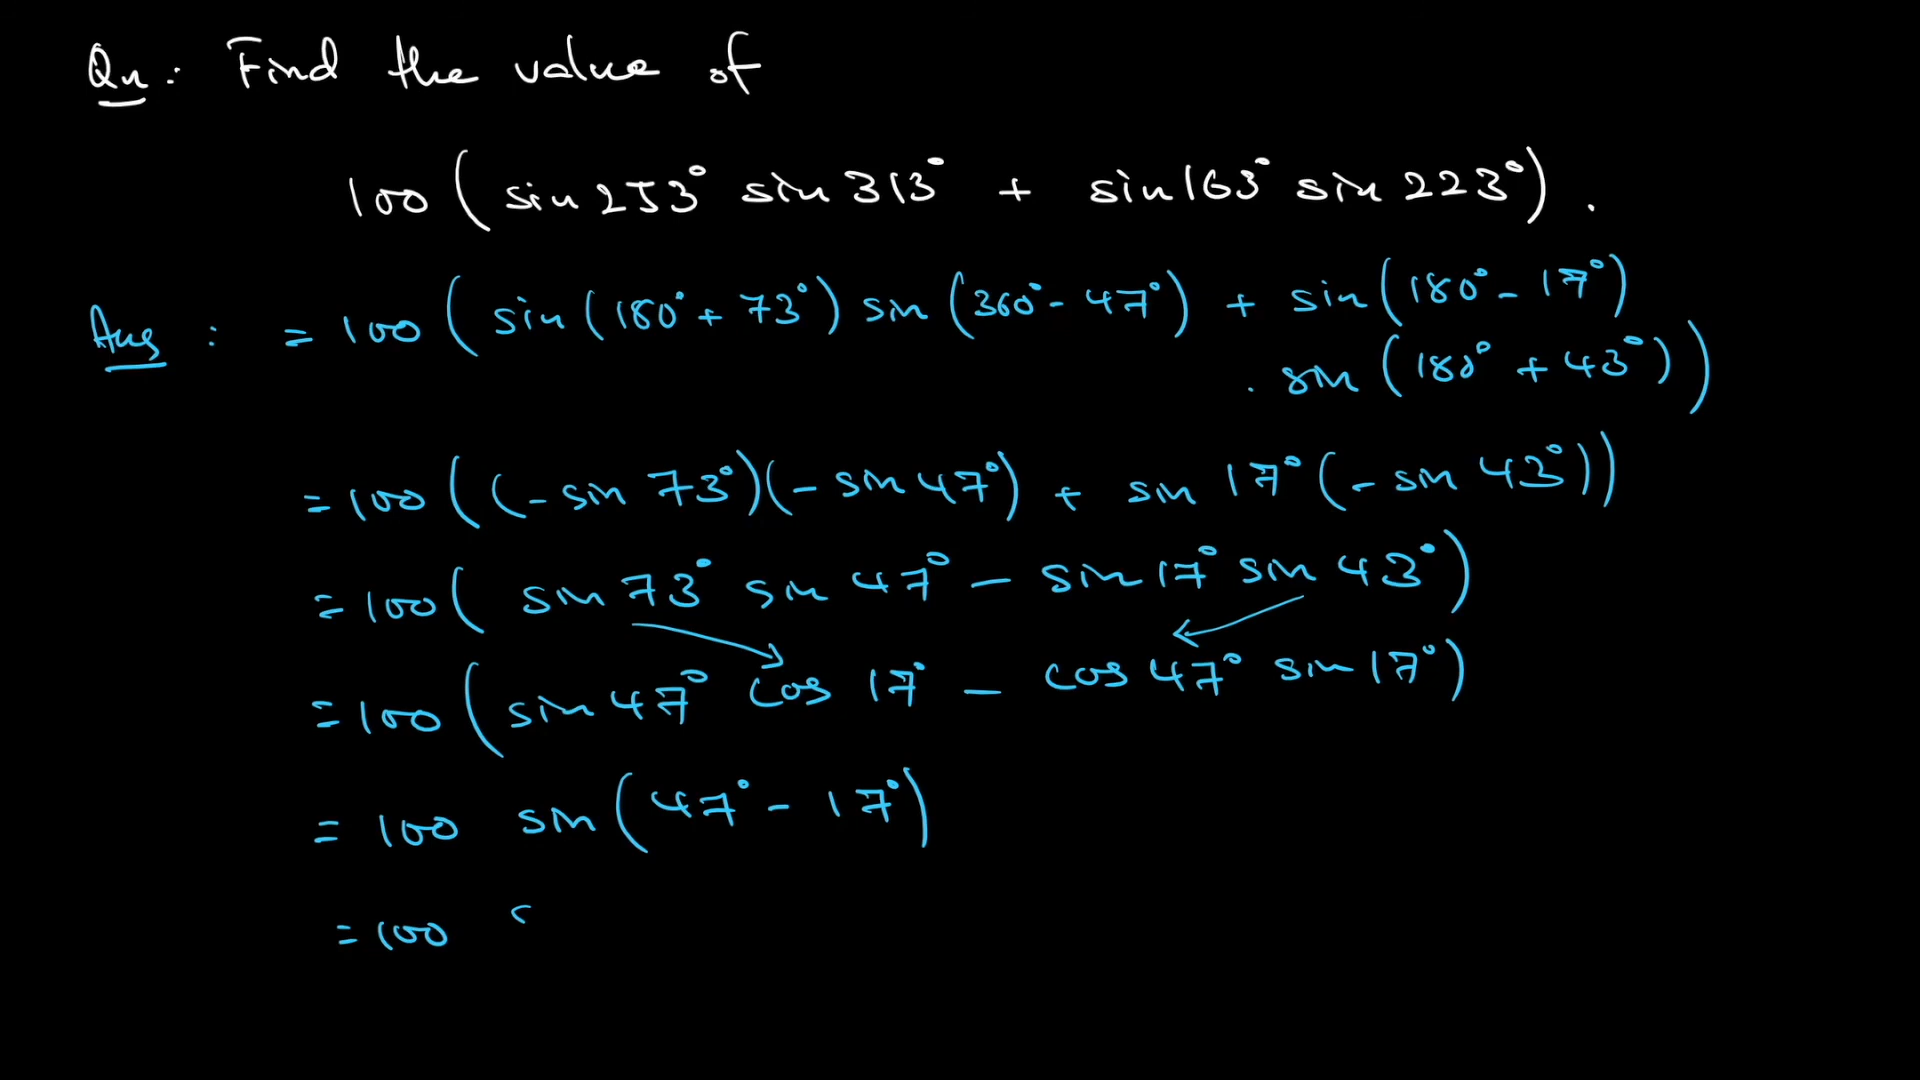 Qn: Find the value of
100 ( sin 253° sin 313° + sin 163° sin 223° ) .
Ans : = 100 ( sin ( 180° + 73° ) sin ( 360° - 47° ) + sin ( 180° - 17° )
. sin ( 180° + 43° ) )
= 100 ( ( - sin 73° ) ( - sin 47° ) + sin 17° ( - sin 43° ) )
= 100 ( sin 73° sin 47° - sin 17° sin 43° )
= 100 ( sin 47° cos 17° - cos 47° sin 17° )
= 100 sin ( 47° - 17° )
= 100